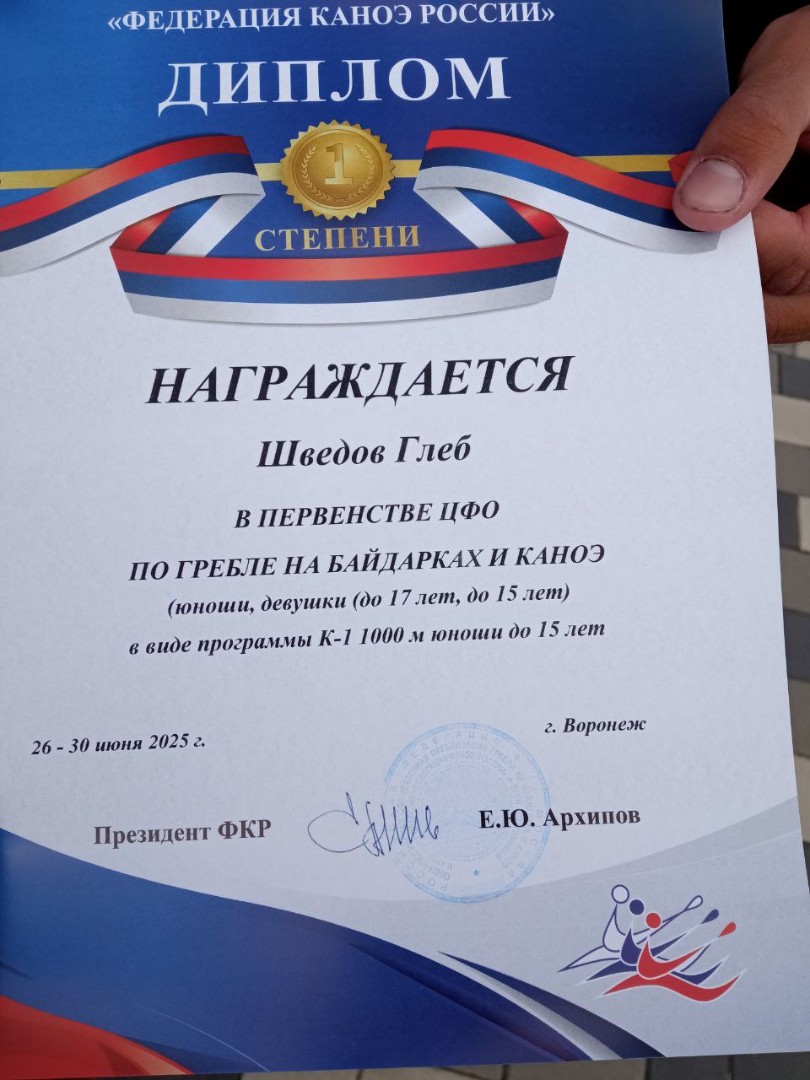 «ФЕДЕРАЦИЯ КАНОЭ РОССИИ»
ДИПЛОМ
1
СТЕПЕНИ
НАГРАЖДАЕТСЯ
Шведов Глеб
В ПЕРВЕНСТВЕ ЦФО
ПО ГРЕБЛЕ НА БАЙДАРКАХ И КАНОЭ
(юноши, девушки (до 17 лет, до 15 лет)
в виде программы К-1 1000 м юноши до 15 лет
г. Воронеж
26 - 30 июня 2025 г.
Президент ФКР Е.Ю. Архипов